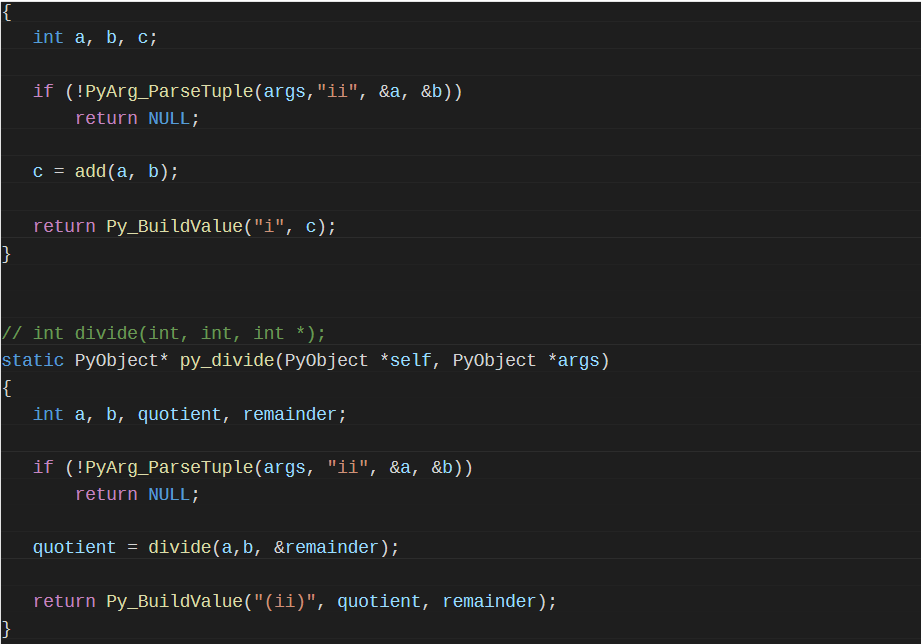 {
int a, b, c;
if (!PyArg_ParseTuple(args,"ii", &a, &b))
return NULL;
c = add(a, b);
return Py_BuildValue("i", c);
}
// int divide(int, int, int *);
static PyObject* py_divide(PyObject *self, PyObject *args)
{
int a, b, quotient, remainder;
if (!PyArg_ParseTuple(args, "ii", &a, &b))
return NULL;
quotient = divide(a,b, &remainder);
return Py_BuildValue("(ii)", quotient, remainder);
}